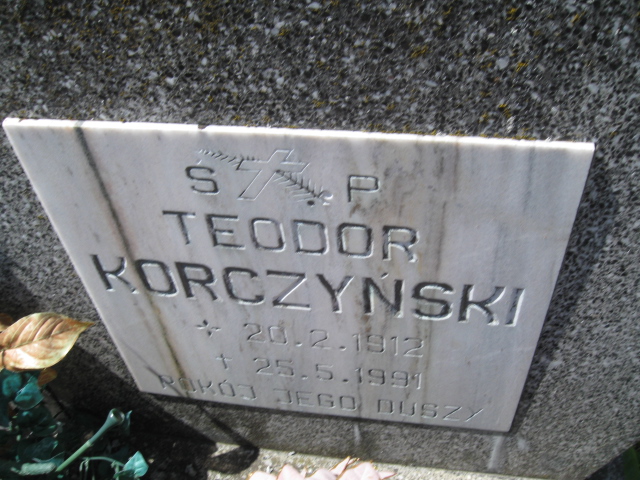 S P
TEODOR
KORCZYŃSKI
* 20.2.1912
† 25.5.1991
POKÓJ JEGO DUSZY